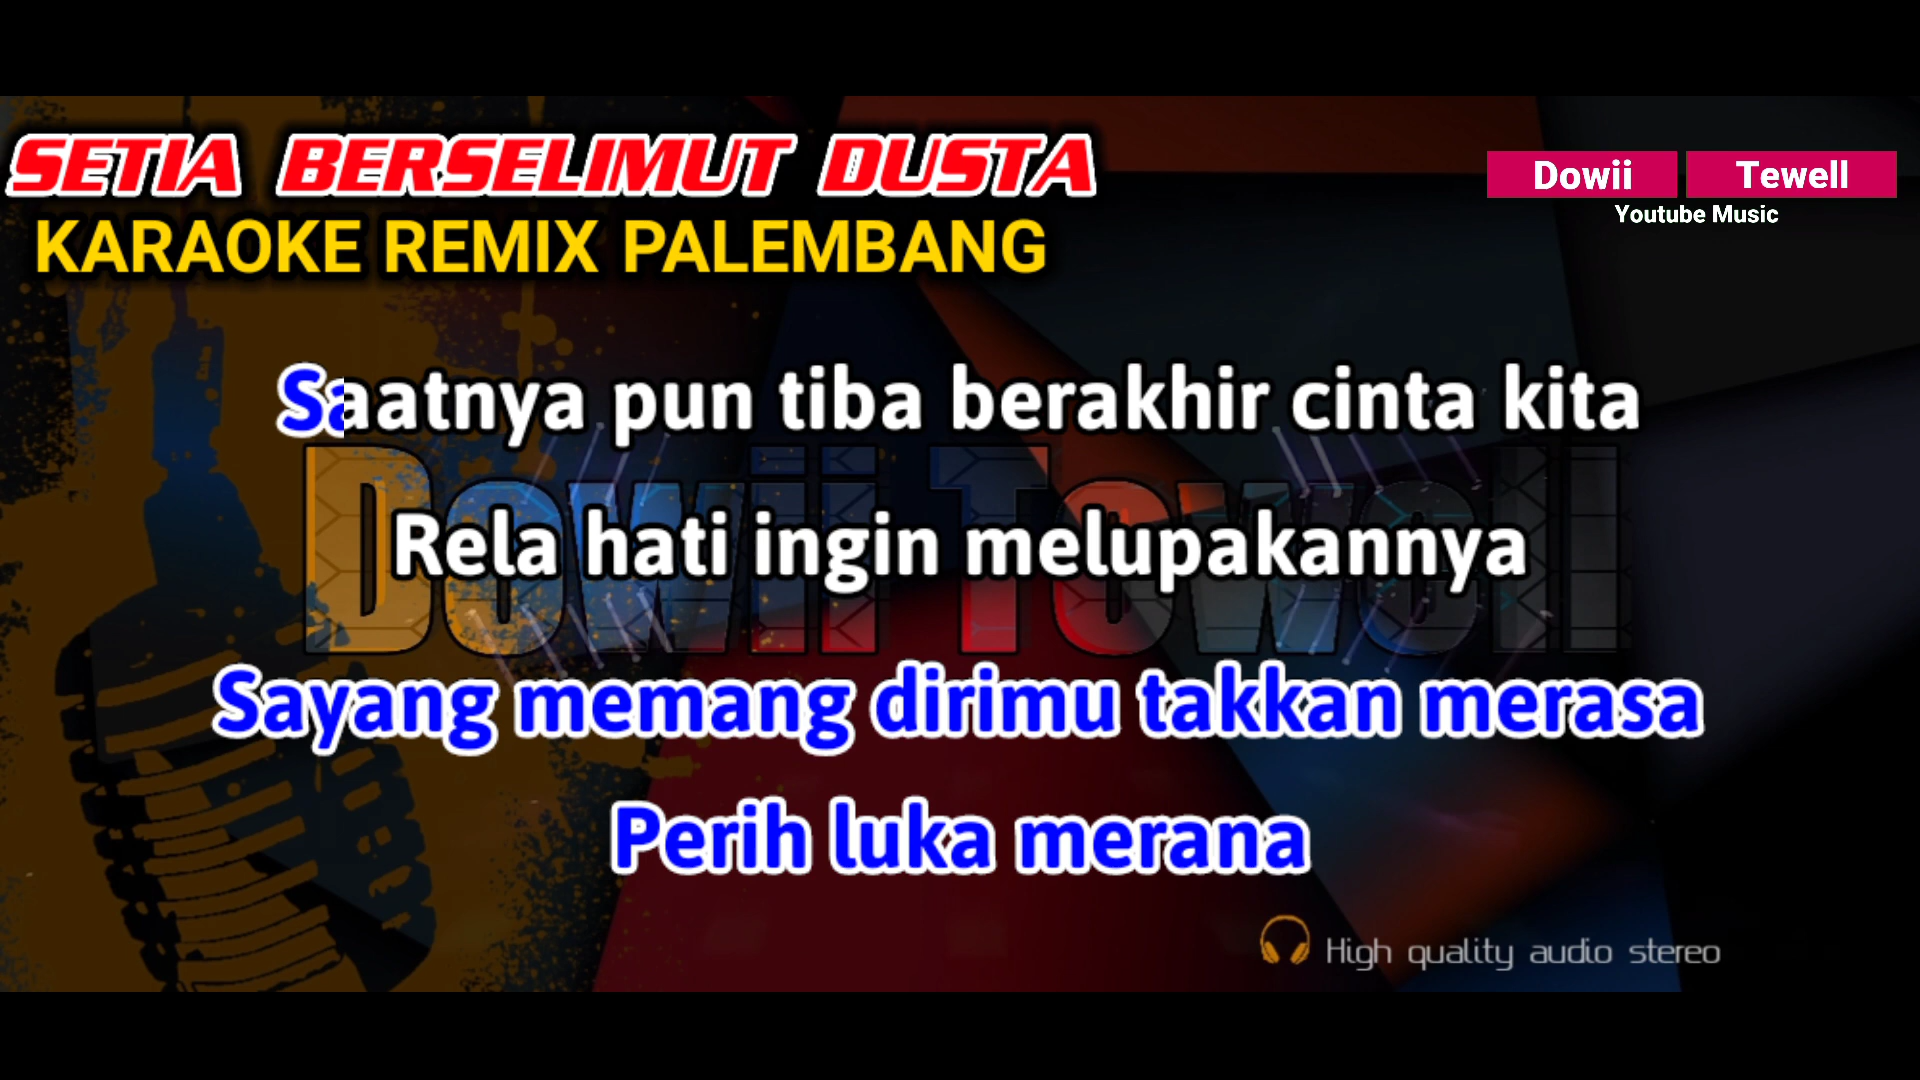 SETIA BERSELIMUT DUSTA
KARAOKE REMIX PALEMBANG
Dowii Tewell
Youtube Music
Saatnya pun tiba berakhir cinta kita
Dowii Tewell
Rela hati ingin melupakannya
Sayang memang dirimu takkan merasa
Perih luka merana
High quality audio stereo